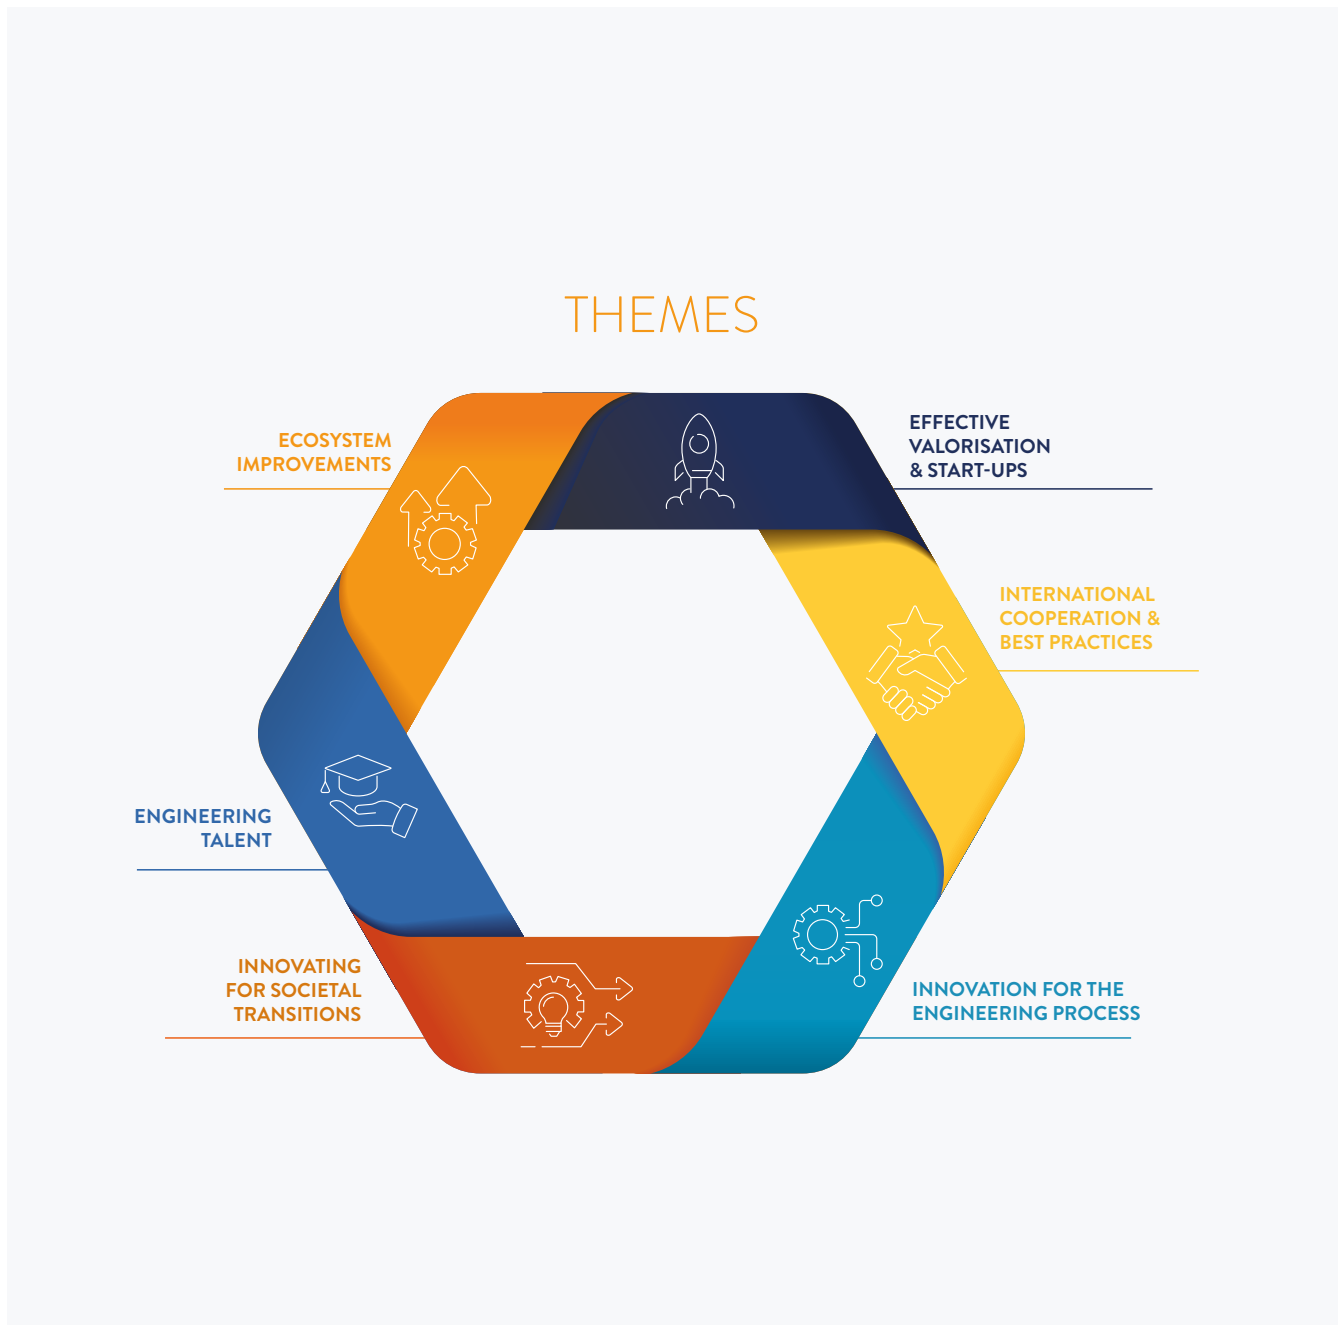 THEMES
ECOSYSTEM
IMPROVEMENTS
EFFECTIVE
VALORISATION
& START-UPS
INTERNATIONAL
COOPERATION &
BEST PRACTICES
ENGINEERING
TALENT
INNOVATING
FOR SOCIETAL
TRANSITIONS
INNOVATION FOR THE
ENGINEERING PROCESS